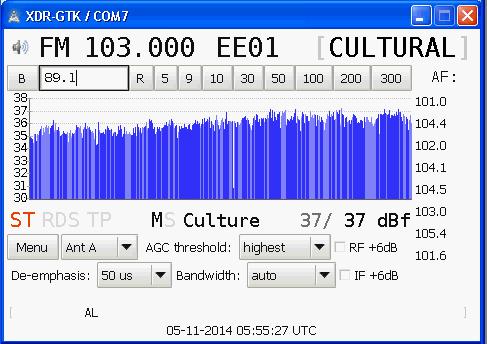 XDR-GTK / COM7
FM 103.000 EE01 [CULTURAL]
B 89.1 R 5 9 10 30 50 100 200 300 AF:
38
37
36
35
34
33
32
31
30
101.0
104.4
102.0
104.1
104.5
103.0
105.4
101.6
ST RDS TP MS Culture 37/ 37 dBf
Menu Ant A AGC threshold: highest RF +6dB
De-emphasis: 50 us Bandwidth: auto IF +6dB
[ AL ]
05-11-2014 05:55:27 UTC